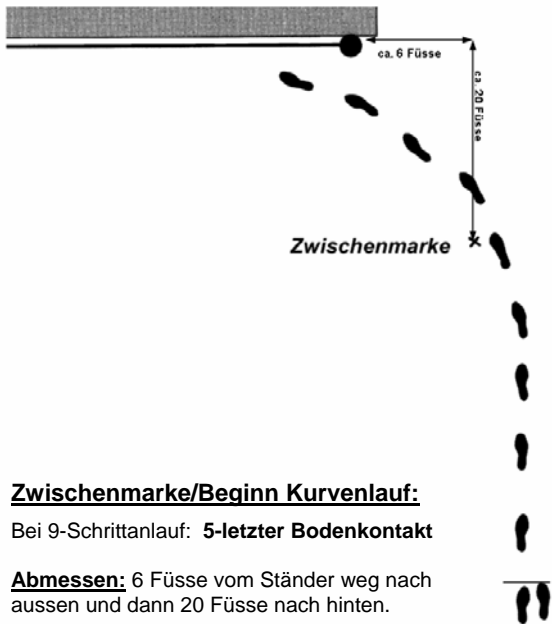 ca. 6 Füsse
ca. 20 Füsse
Zwischenmarke
Zwischenmarke/Beginn Kurvenlauf:
Bei 9-Schrittanlauf: 5-letzter Bodenkontakt
Abmessen: 6 Füsse vom Ständer weg nach
aussen und dann 20 Füsse nach hinten.